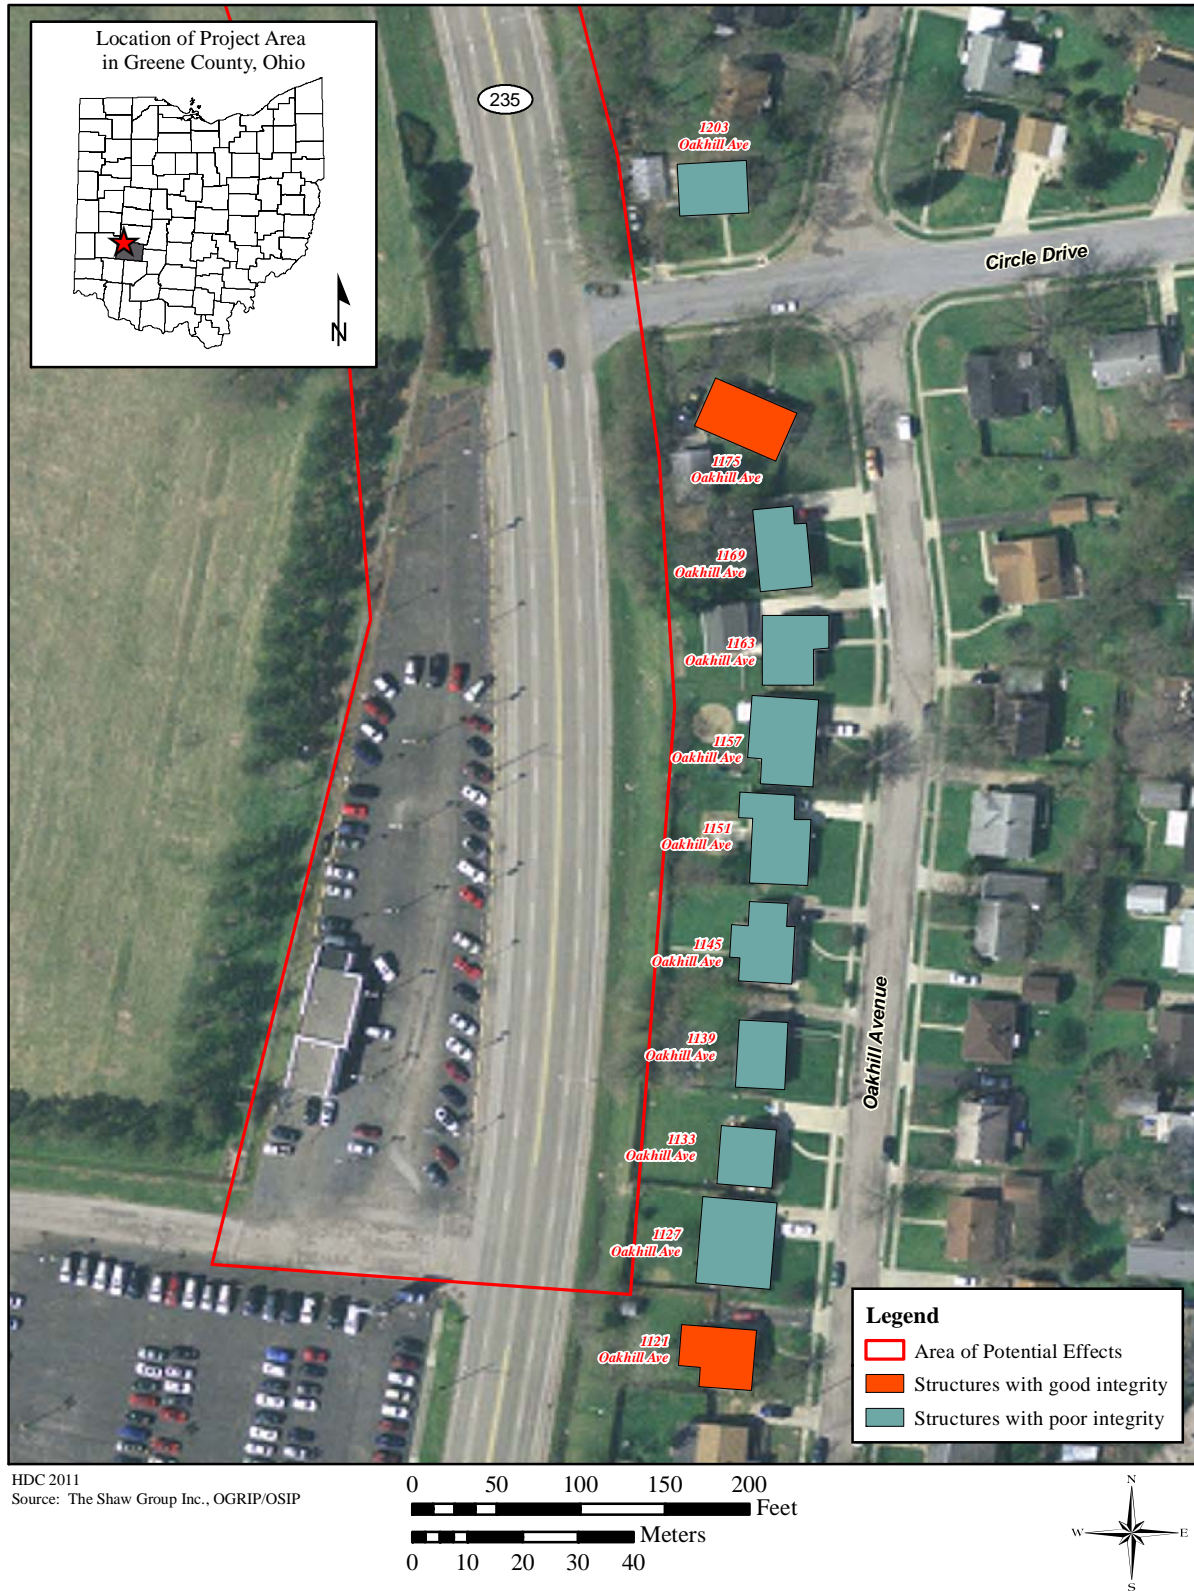 Location of Project Area
in Greene County, Ohio
N
235
1203
Oakhill Ave
Circle Drive
1175
Oakhill Ave
1169
Oakhill Ave
1163
Oakhill Ave
1157
Oakhill Ave
1151
Oakhill Ave
1145
Oakhill Ave
Oakhill Avenue
1139
Oakhill Ave
1133
Oakhill Ave
1127
Oakhill Ave
1121
Oakhill Ave
Legend
Area of Potential Effects
Structures with good integrity
Structures with poor integrity
HDC 2011
Source: The Shaw Group Inc., OGRIP/OSIP
0 50 100 150 200
Feet
Meters
0 10 20 30 40
N
W E
S